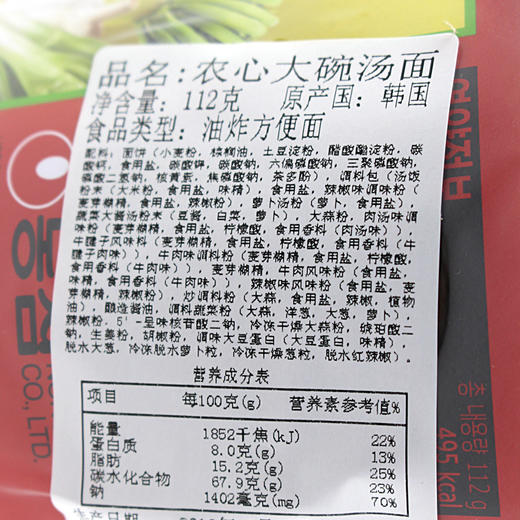 品名:农心大碗汤面
净含量: 112克 原产国: 韩国
食品类型: 油炸方便面
配料: 面饼(小麦粉, 棕榈油, 土豆淀粉, 醋酸酯淀粉, 碳
酸钙, 食用盐, 碳酸钾, 碳酸钠, 六偏磷酸钠, 三聚磷酸钠,
磷酸二氢钠, 核黄素, 焦磷酸钠, 茶多酚), 调料包(汤饭
粉末(大米粉, 食用盐, 味精), 食用盐, 辣椒味调味粉(
麦芽糊精, 食用盐, 辣椒粉), 萝卜汤粉(萝卜, 食用盐),
蔬菜大酱汤粉末(豆酱, 白菜, 萝卜), 大蒜粉, 肉汤味调
味粉(麦芽糊精, 食用盐, 柠檬酸, 食用香料(肉汤味)),
牛腱子风味料(麦芽糊精, 食用盐, 柠檬酸, 食用香料(牛
腱子肉味)), 牛肉味调料粉(麦芽糊精, 食用盐, 柠檬酸,
食用香料(牛肉味)), 麦芽糊精, 牛肉风味粉(食用盐,
味精, 食用香料(牛肉味)), 辣椒味风味粉(食用盐, 麦芽
糊精, 辣椒粉), 炒调料粉(大蒜, 食用盐, 辣椒, 植物
油), 酿造酱油, 调料蔬菜粉(大蒜, 洋葱, 大葱, 萝卜),
辣椒粉, 5'-呈味核苷酸二钠, 冷冻干燥大蒜粉, 琥珀酸二
钠, 生姜粉, 胡椒粉, 调味大豆蛋白(大豆蛋白, 味精),
脱水大葱, 冷冻脱水萝卜粒, 冷冻干燥葱粒, 脱水红辣椒)。
营养成分表
项目 每100克(g) 营养素参考值%
能量 1852千焦(kJ) 22%
蛋白质 8.0克(g) 13%
脂肪 15.2克(g) 25%
碳水化合物 67.9克(g) 23%
钠 1402毫克(mg) 70%
생산日期
농심
CO., LTD.
총 내용량 112 g
495 kcal